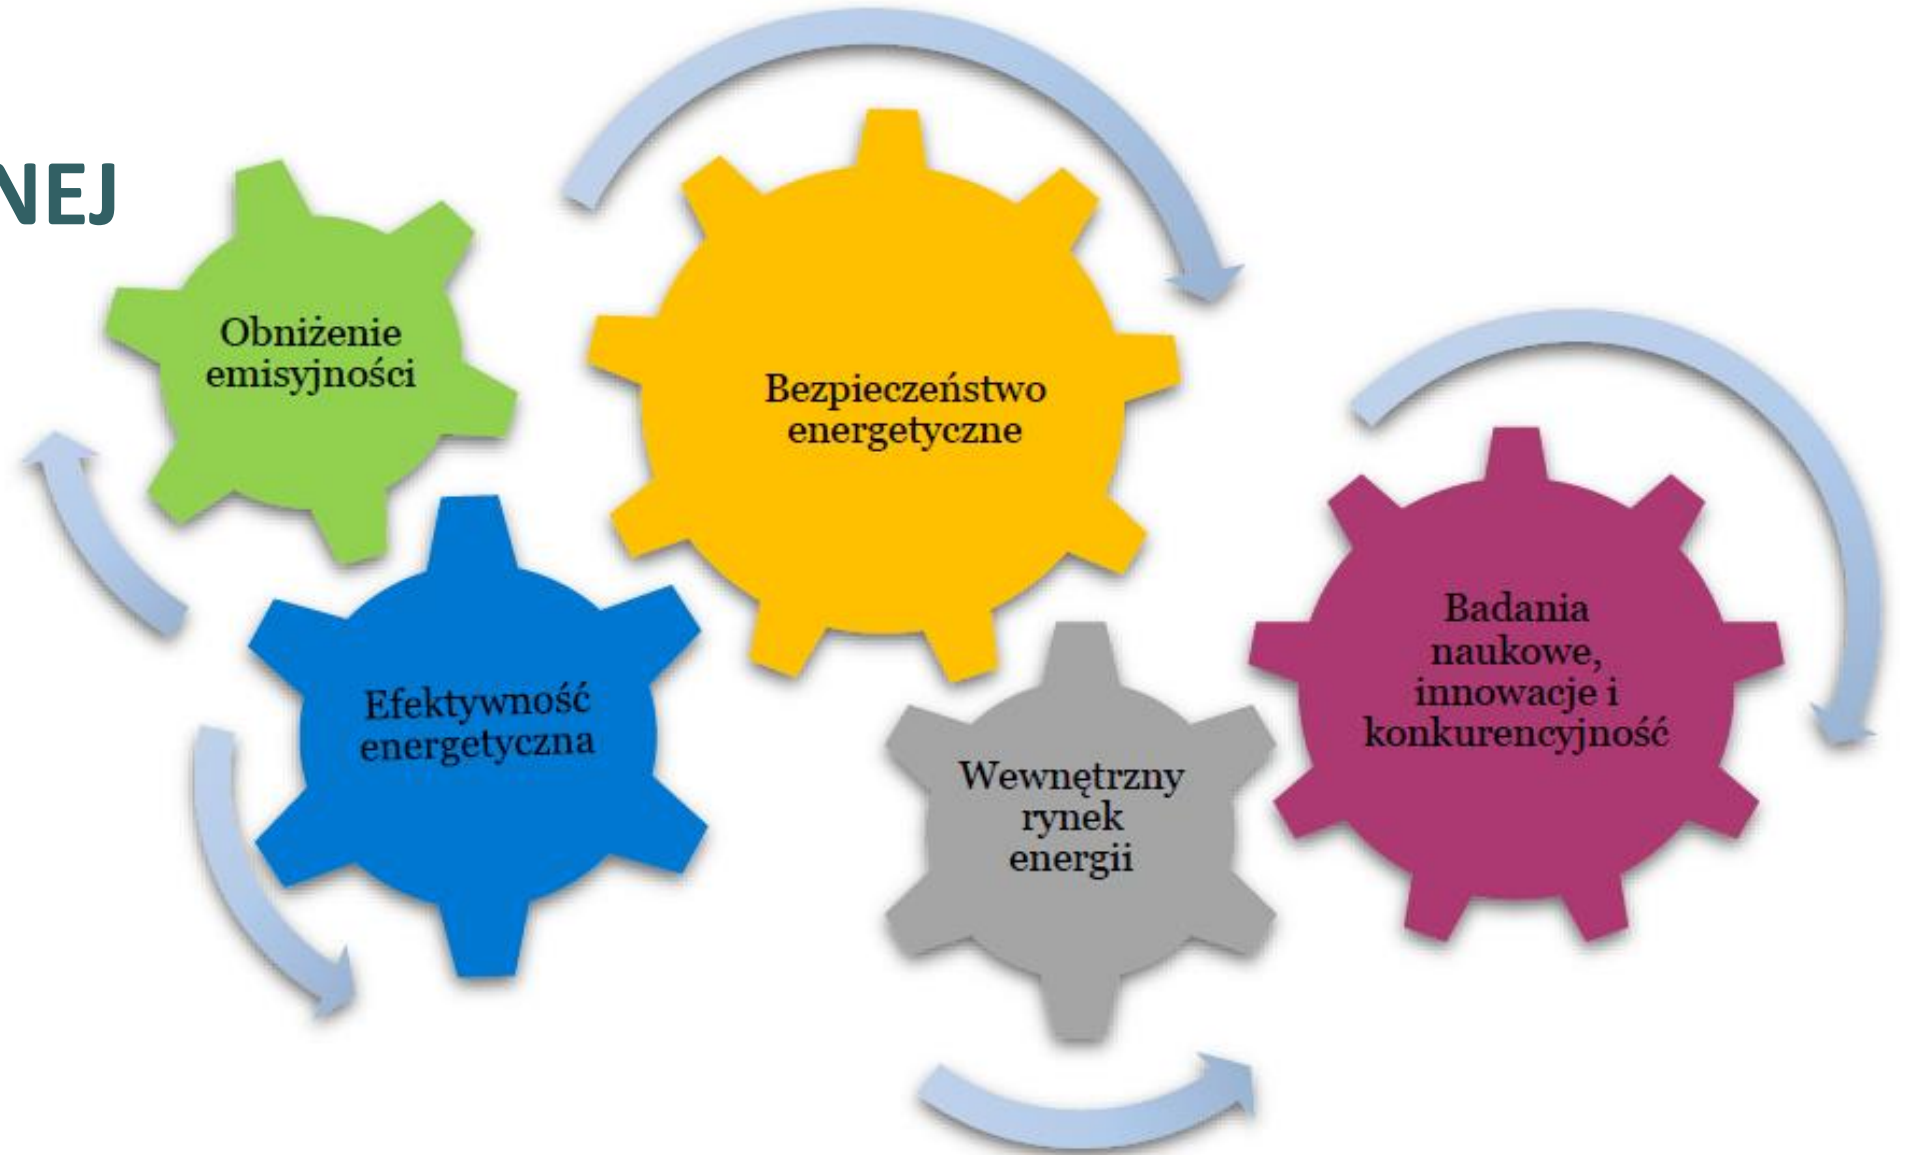 NEJ
Obniżenie
emisyjności
Bezpieczeństwo
energetyczne
Efektywność
energetyczna
Wewnętrzny
rynek
energii
Badania
naukowe,
innowacje i
konkurencyjność